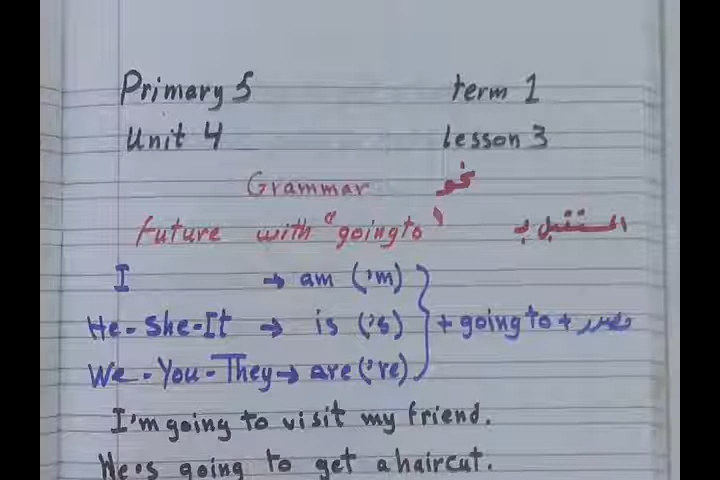 Primary 5 term 1
Unit 4 lesson 3
Grammar نحو
future with "going to" المستقبل بـ
I → am ('m)
He - She - It → is ('s) + going to + مصدر
We - You - They → are ('re)
I'm going to visit my friend.
He's going to get a haircut.